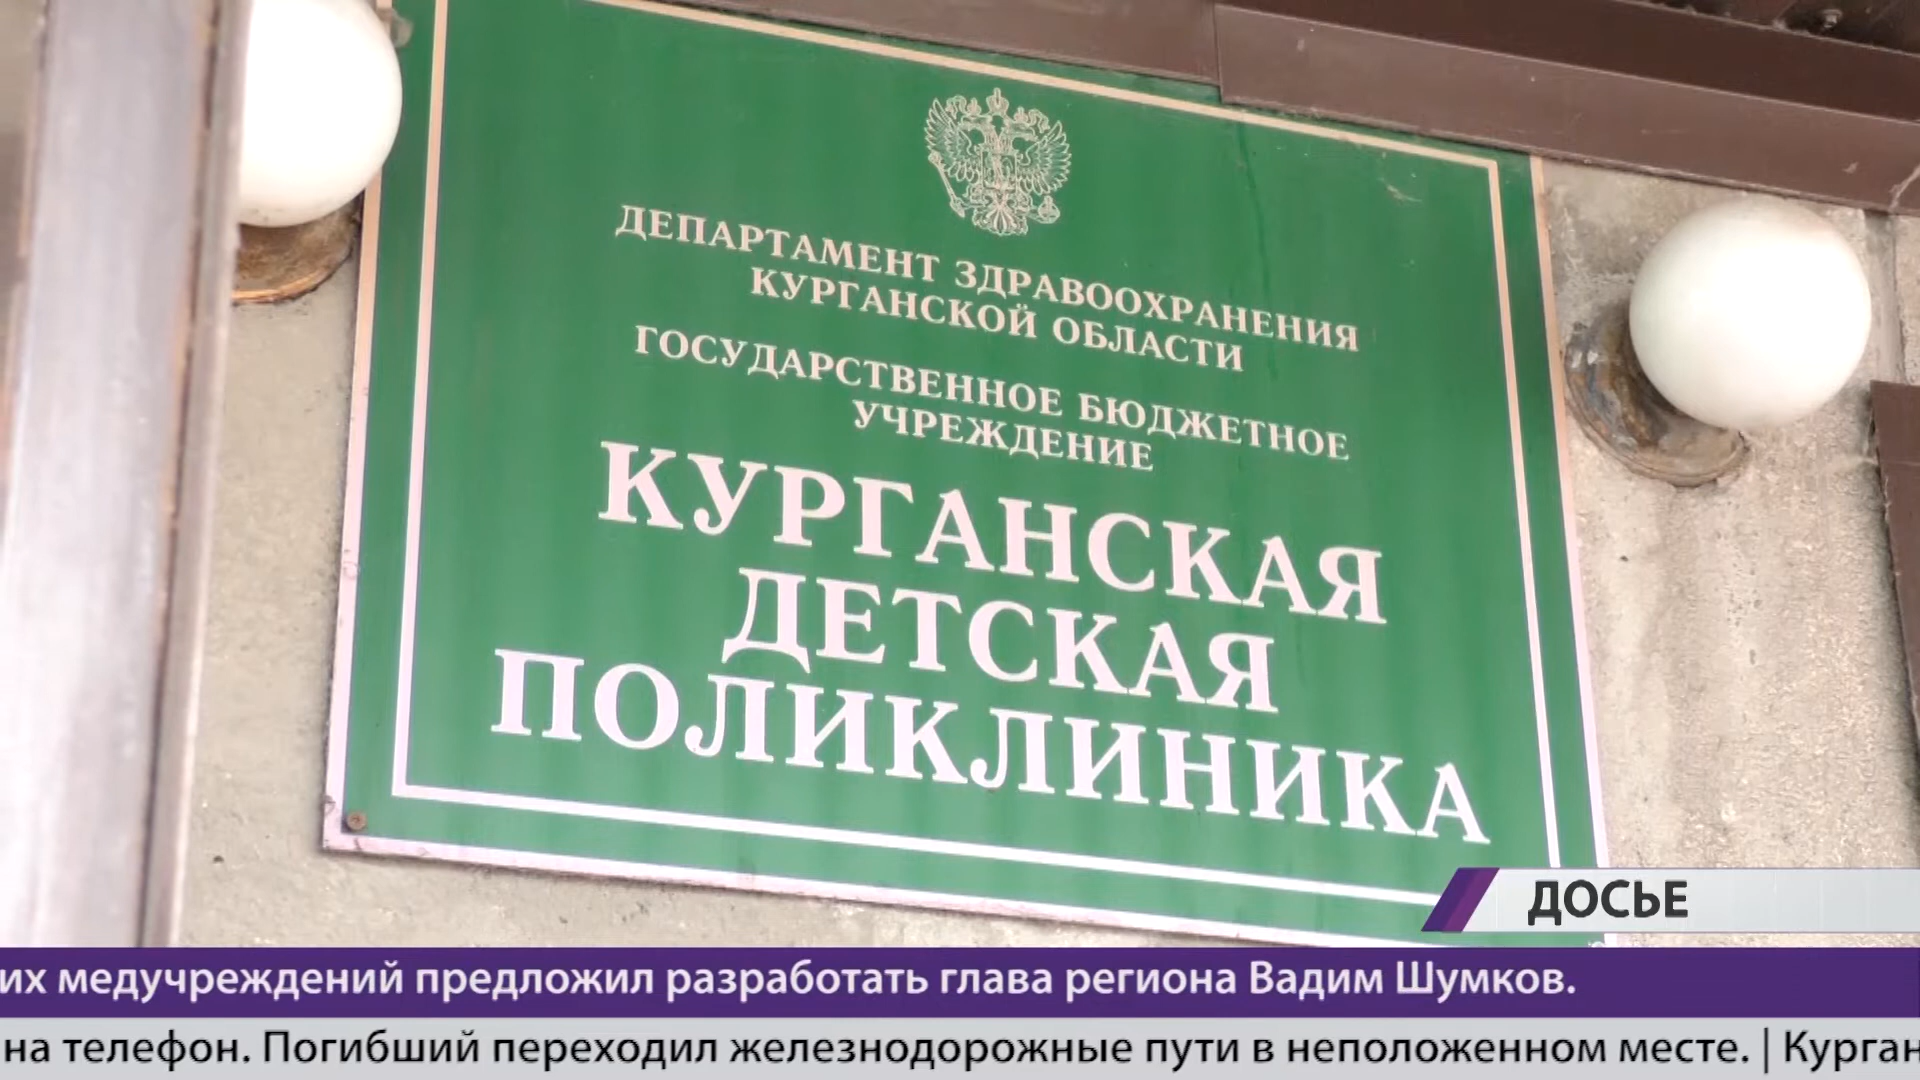 ДЕПАРТАМЕНТ ЗДРАВООХРАНЕНИЯ
КУРГАНСКОЙ ОБЛАСТИ
ГОСУДАРСТВЕННОЕ БЮДЖЕТНОЕ
УЧРЕЖДЕНИЕ
КУРГАНСКАЯ
ДЕТСКАЯ
ПОЛИКЛИНИКА
ДОСЬЕ
их медучреждений предложил разработать глава региона Вадим Шумков.
на телефон. Погибший переходил железнодорожные пути в неположенном месте. | Курган